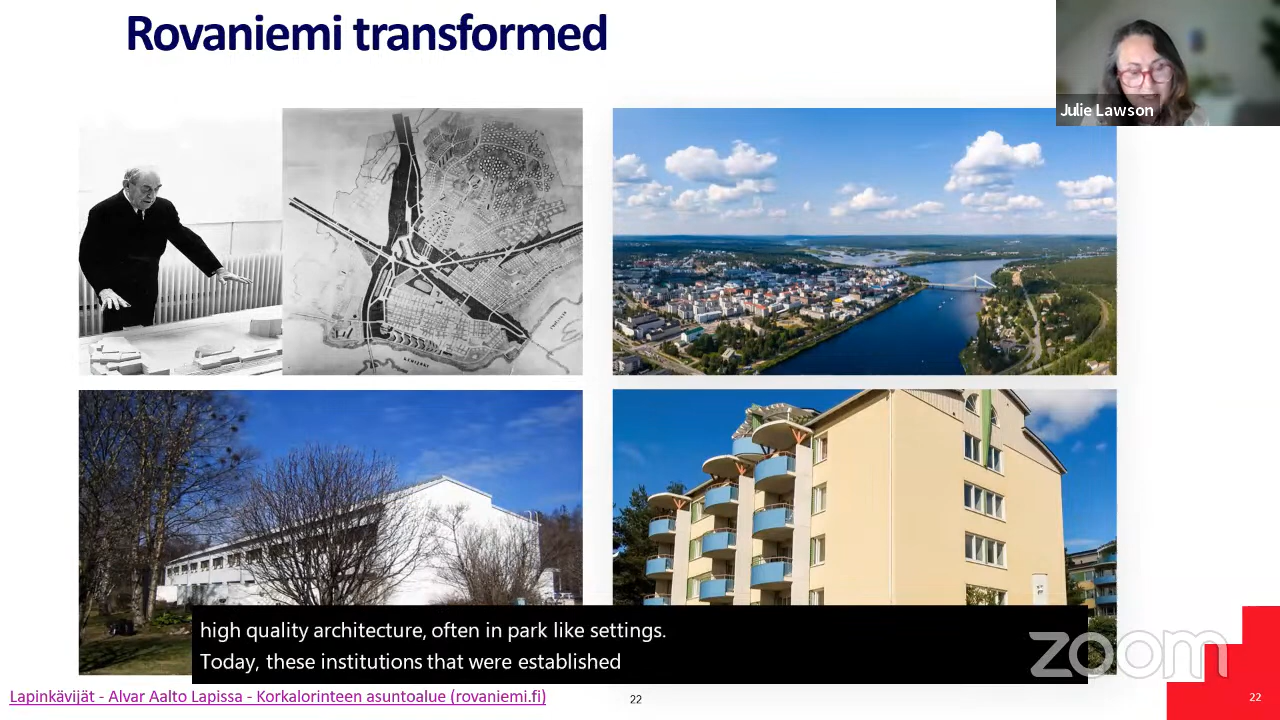 Rovaniemi transformed
Julie Lawson
KEMIJOKI
high quality architecture, often in park like settings.
Today, these institutions that were established
zoom
Lapinkävijät - Alvar Aalto Lapissa - Korkalorinteen asuntoalue (rovaniemi.fi)
22
22